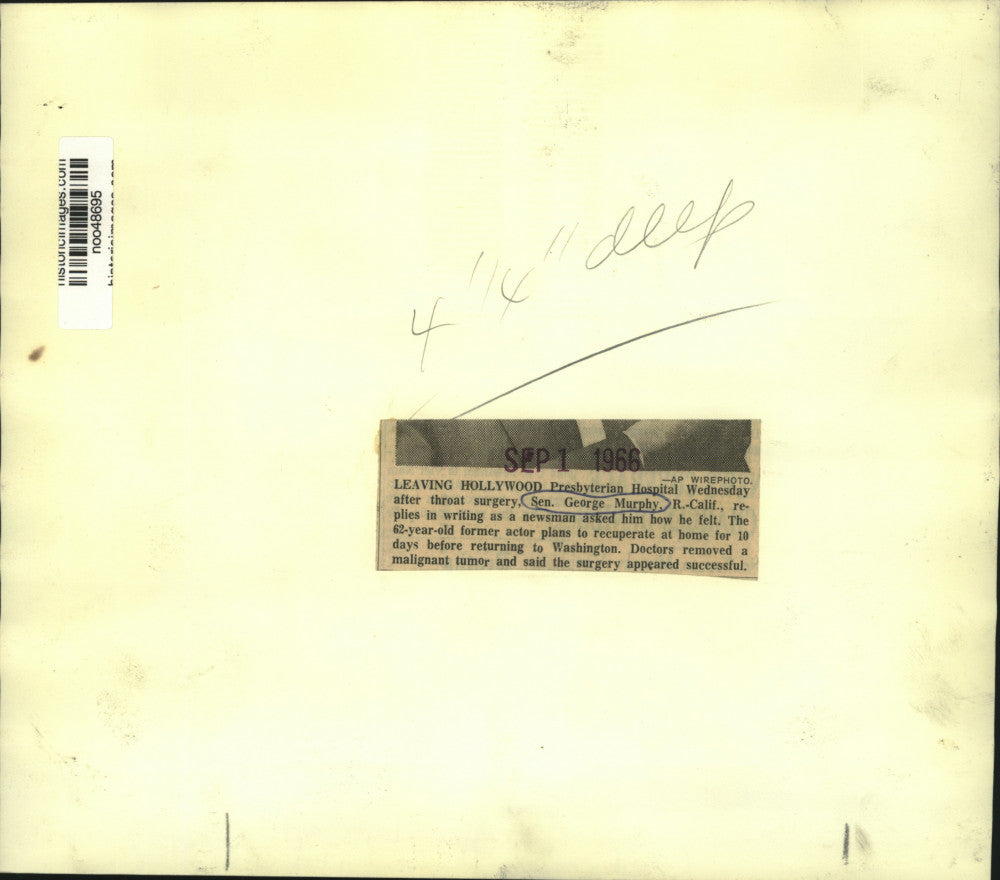 historicimages.com
noo48695
4" 4" deep
SEP 1 1966
—AP WIREPHOTO.
LEAVING HOLLYWOOD Presbyterian Hospital Wednesday
after throat surgery, Sen. George Murphy, R.-Calif., re-
plies in writing as a newsman asked him how he felt. The
62-year-old former actor plans to recuperate at home for 10
days before returning to Washington. Doctors removed a
malignant tumor and said the surgery appeared successful.